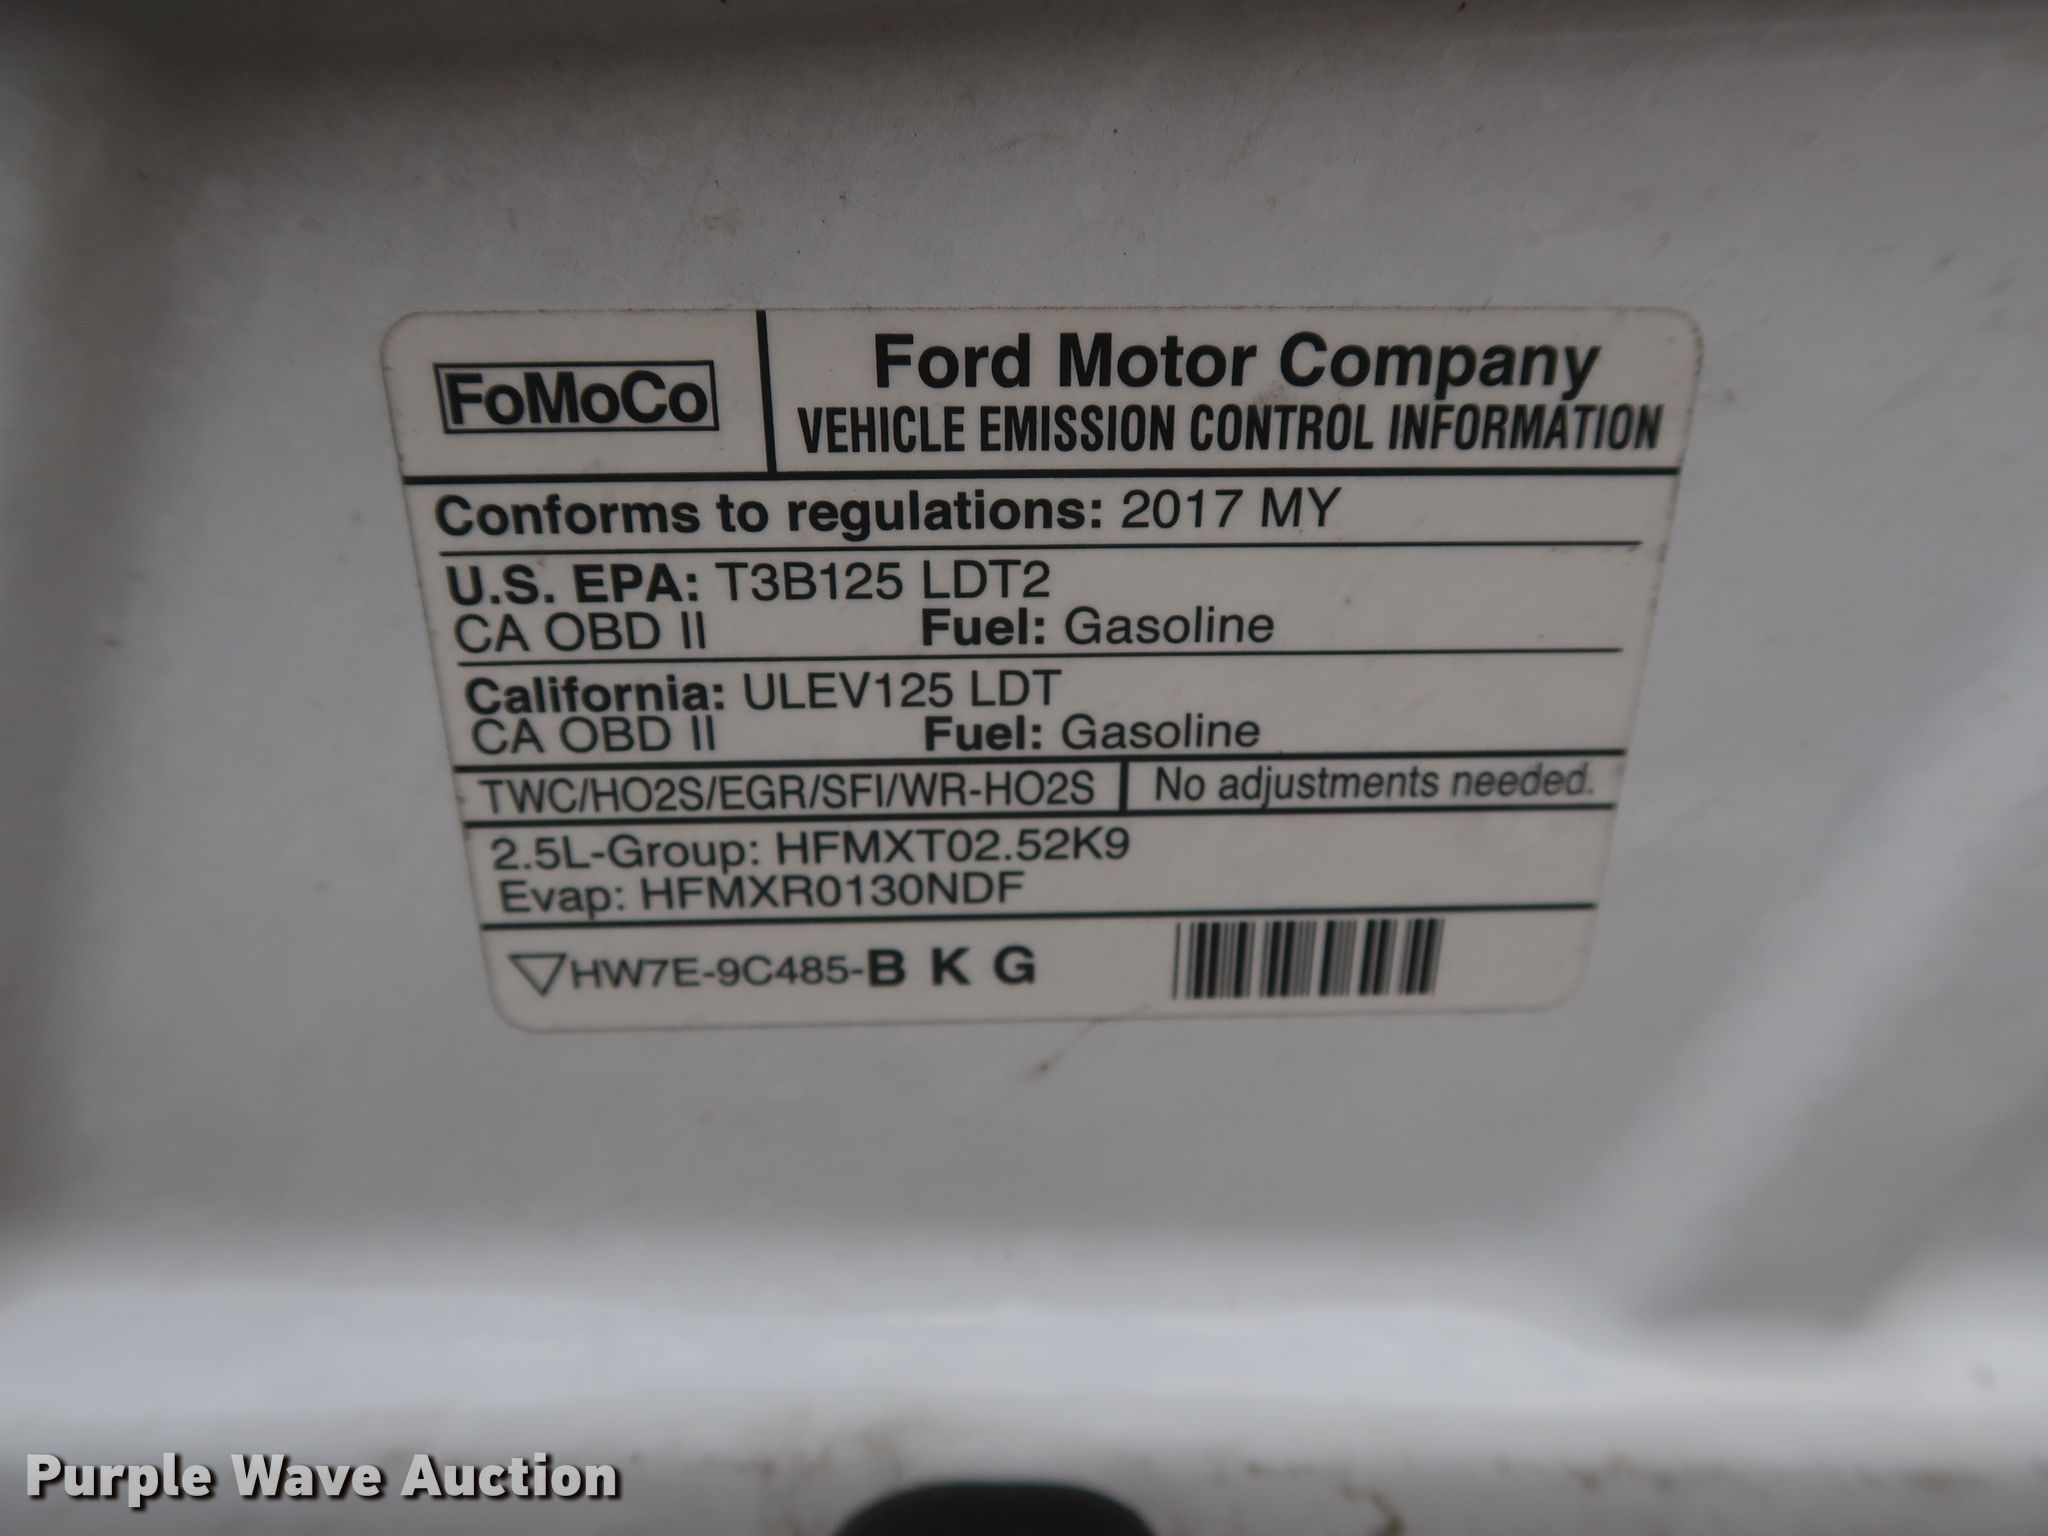 FoMoCo
Ford Motor Company
VEHICLE EMISSION CONTROL INFORMATION
Conforms to regulations: 2017 MY
U.S. EPA: T3B125 LDT2
CA OBD II Fuel: Gasoline
California: ULEV125 LDT
CA OBD II Fuel: Gasoline
TWC/HO2S/EGR/SFI/WR-HO2S No adjustments needed.
2.5L-Group: HFMXT02.52K9
Evap: HFMXR0130NDF
▽HW7E-9C485-B K G
Purple Wave Auction